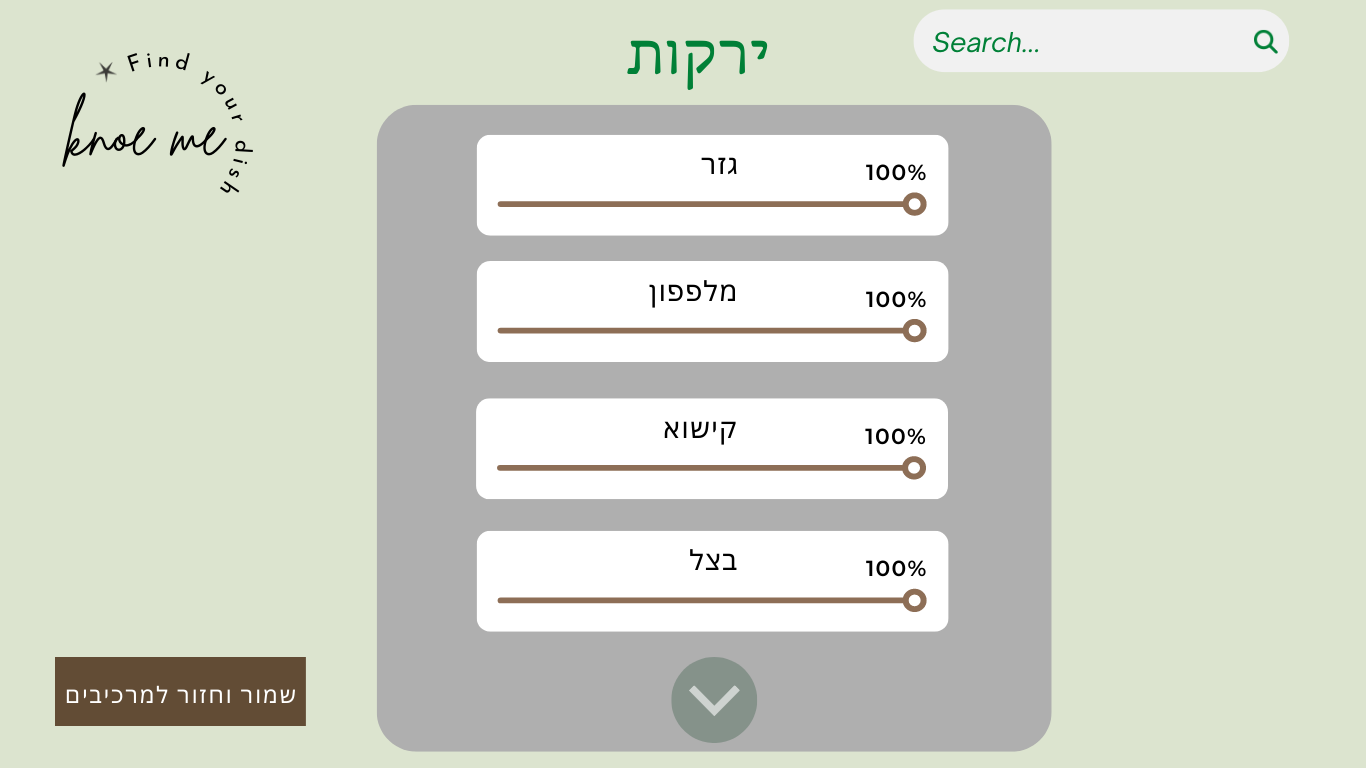 Find your dish
knoe me
ירקות
Search...
גזר
100%
מלפפון
100%
קישוא
100%
בצל
100%
שמור וחזור למרכיבים